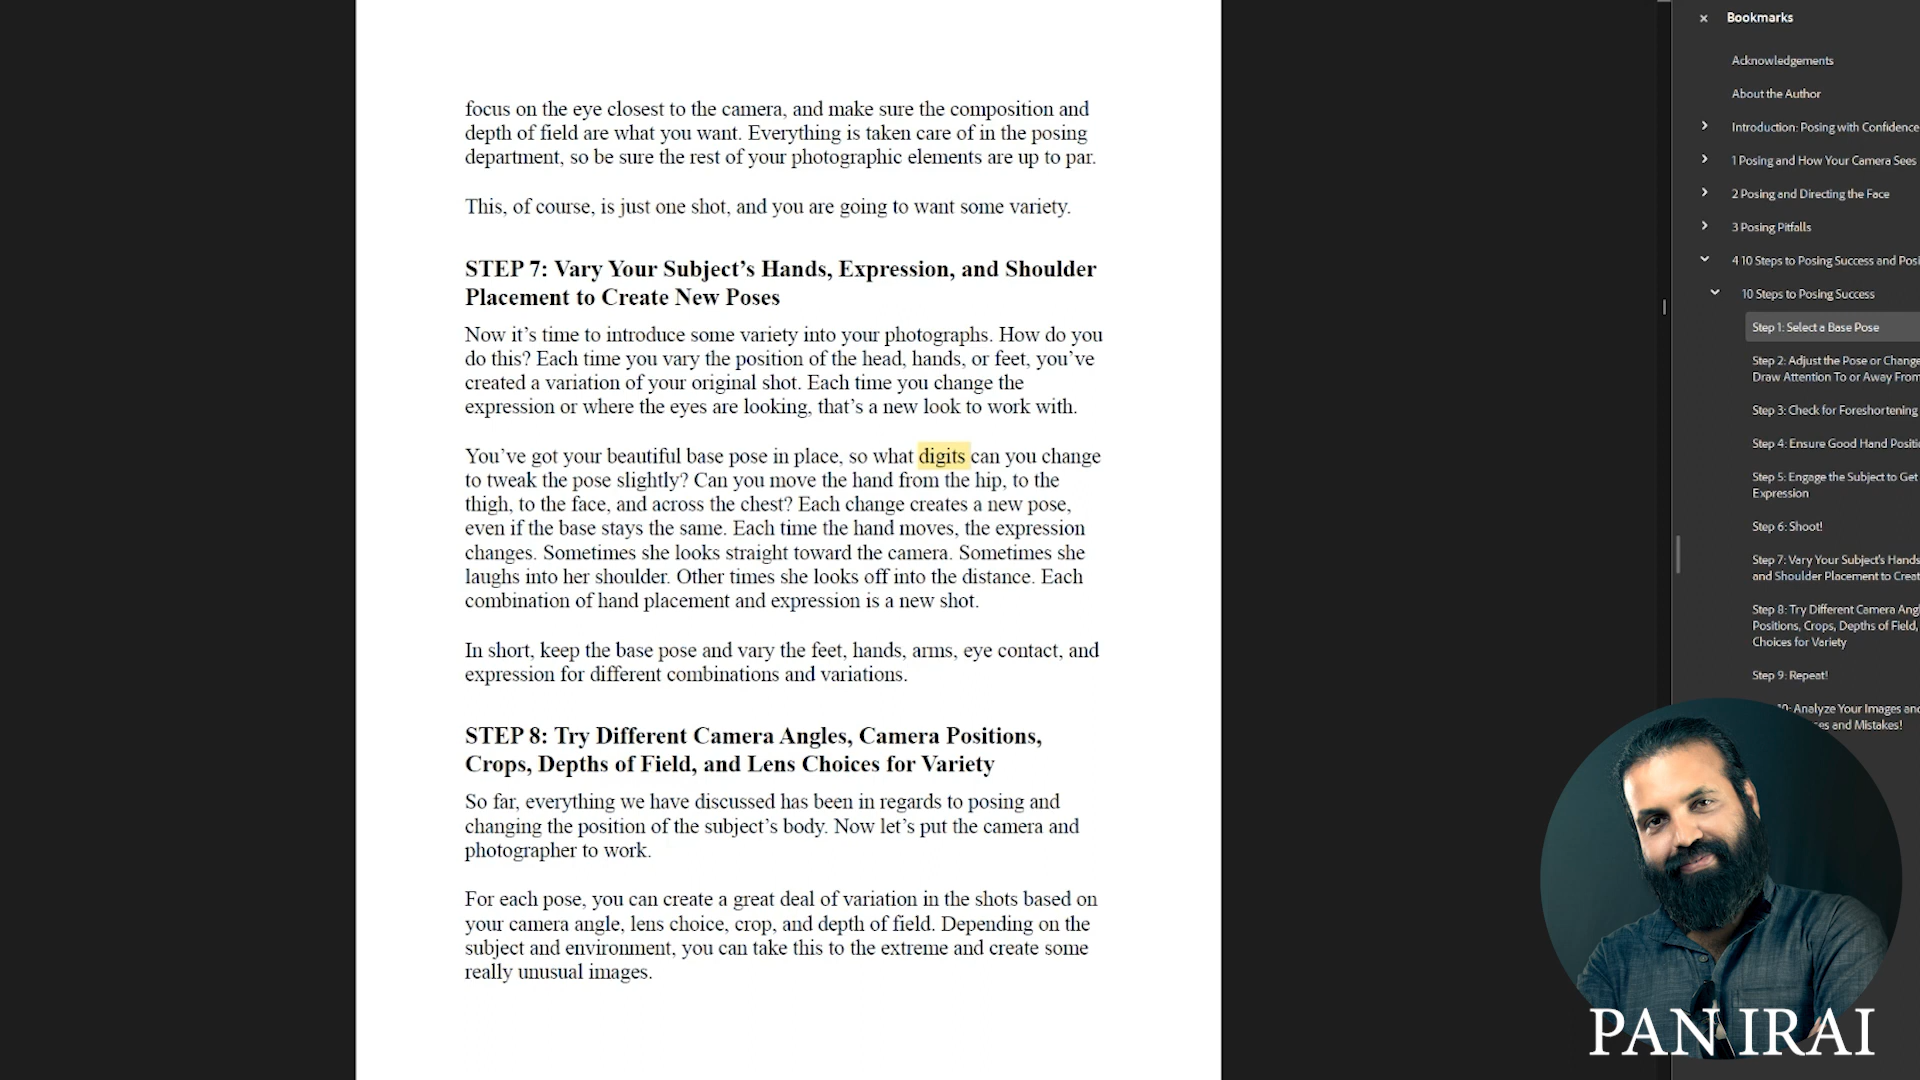 focus on the eye closest to the camera, and make sure the composition and
depth of field are what you want. Everything is taken care of in the posing
department, so be sure the rest of your photographic elements are up to par.
This, of course, is just one shot, and you are going to want some variety.
STEP 7: Vary Your Subject’s Hands, Expression, and Shoulder
Placement to Create New Poses
Now it’s time to introduce some variety into your photographs. How do you
do this? Each time you vary the position of the head, hands, or feet, you’ve
created a variation of your original shot. Each time you change the
expression or where the eyes are looking, that’s a new look to work with.
You’ve got your beautiful base pose in place, so what digits can you change
to tweak the pose slightly? Can you move the hand from the hip, to the
thigh, to the face, and across the chest? Each change creates a new pose,
even if the base stays the same. Each time the hand moves, the expression
changes. Sometimes she looks straight toward the camera. Sometimes she
laughs into her shoulder. Other times she looks off into the distance. Each
combination of hand placement and expression is a new shot.
In short, keep the base pose and vary the feet, hands, arms, eye contact, and
expression for different combinations and variations.
STEP 8: Try Different Camera Angles, Camera Positions,
Crops, Depths of Field, and Lens Choices for Variety
So far, everything we have discussed has been in regards to posing and
changing the position of the subject’s body. Now let’s put the camera and
photographer to work.
For each pose, you can create a great deal of variation in the shots based on
your camera angle, lens choice, crop, and depth of field. Depending on the
subject and environment, you can take this to the extreme and create some
really unusual images.
Bookmarks
Acknowledgements
About the Author
Introduction: Posing with Confidence
1 Posing and How Your Camera Sees
2 Posing and Directing the Face
3 Posing Pitfalls
4 10 Steps to Posing Success and Posi
10 Steps to Posing Success
Step 1: Select a Base Pose
Step 2: Adjust the Pose or Change
Draw Attention To or Away From
Step 3: Check for Foreshortening
Step 4: Ensure Good Hand Positi
Step 5: Engage the Subject to Get
Expression
Step 6: Shoot!
Step 7: Vary Your Subject's Hands
and Shoulder Placement to Creat
Step 8: Try Different Camera Angl
Positions, Crops, Depths of Field,
Choices for Variety
Step 9: Repeat!
10: Analyze Your Images and
es and Mistakes!
PAN IRAI